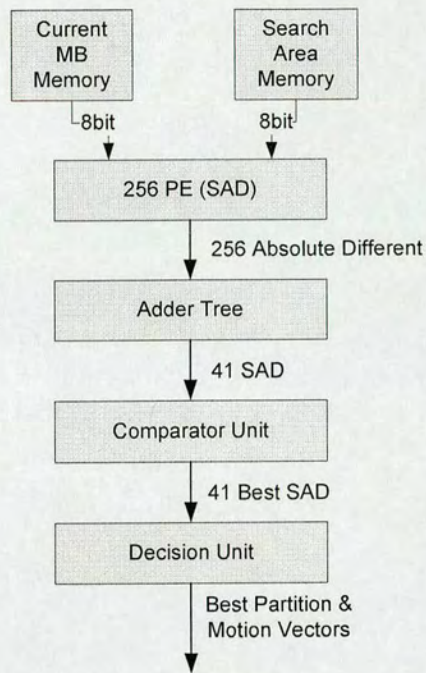 Current
MB
Memory
Search
Area
Memory
8bit
8bit
256 PE (SAD)
256 Absolute Different
Adder Tree
41 SAD
Comparator Unit
41 Best SAD
Decision Unit
Best Partition &
Motion Vectors